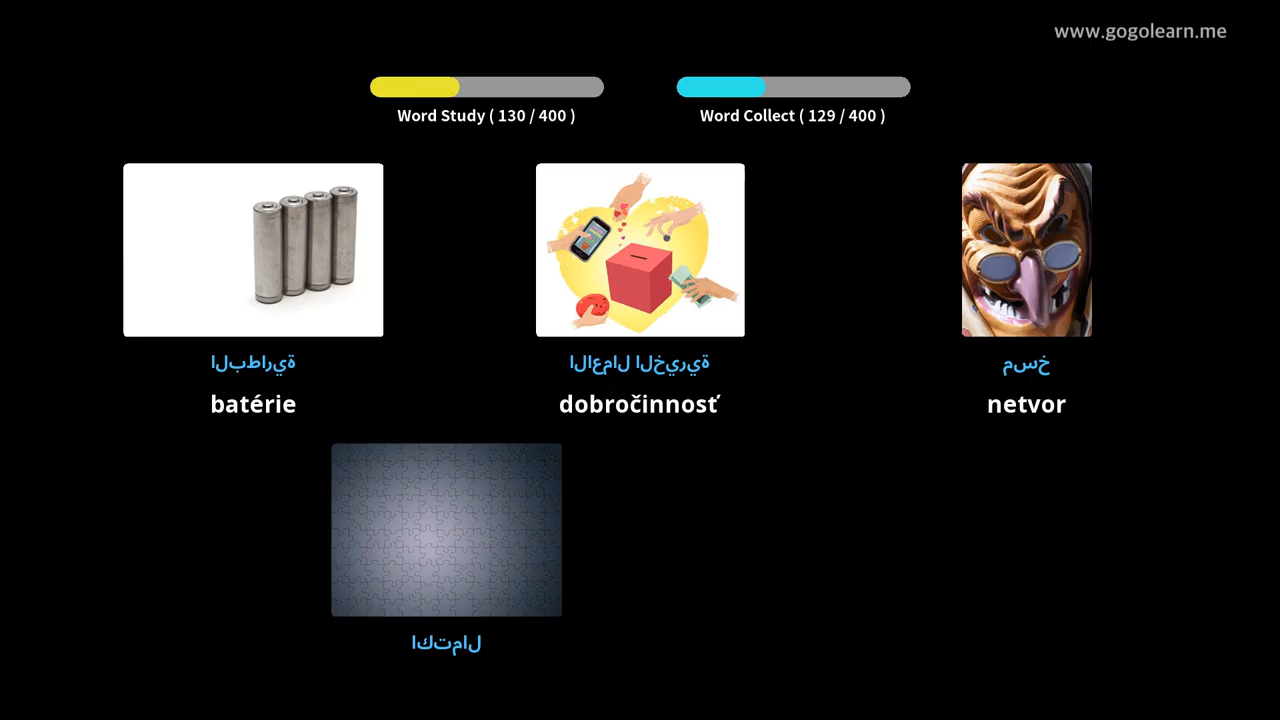 www.gogolearn.me
Word Study ( 130 / 400 )
Word Collect ( 129 / 400 )
البطارية
batérie
الاعمال الخيرية
dobročinnosť
مسخ
netvor
اكتمال